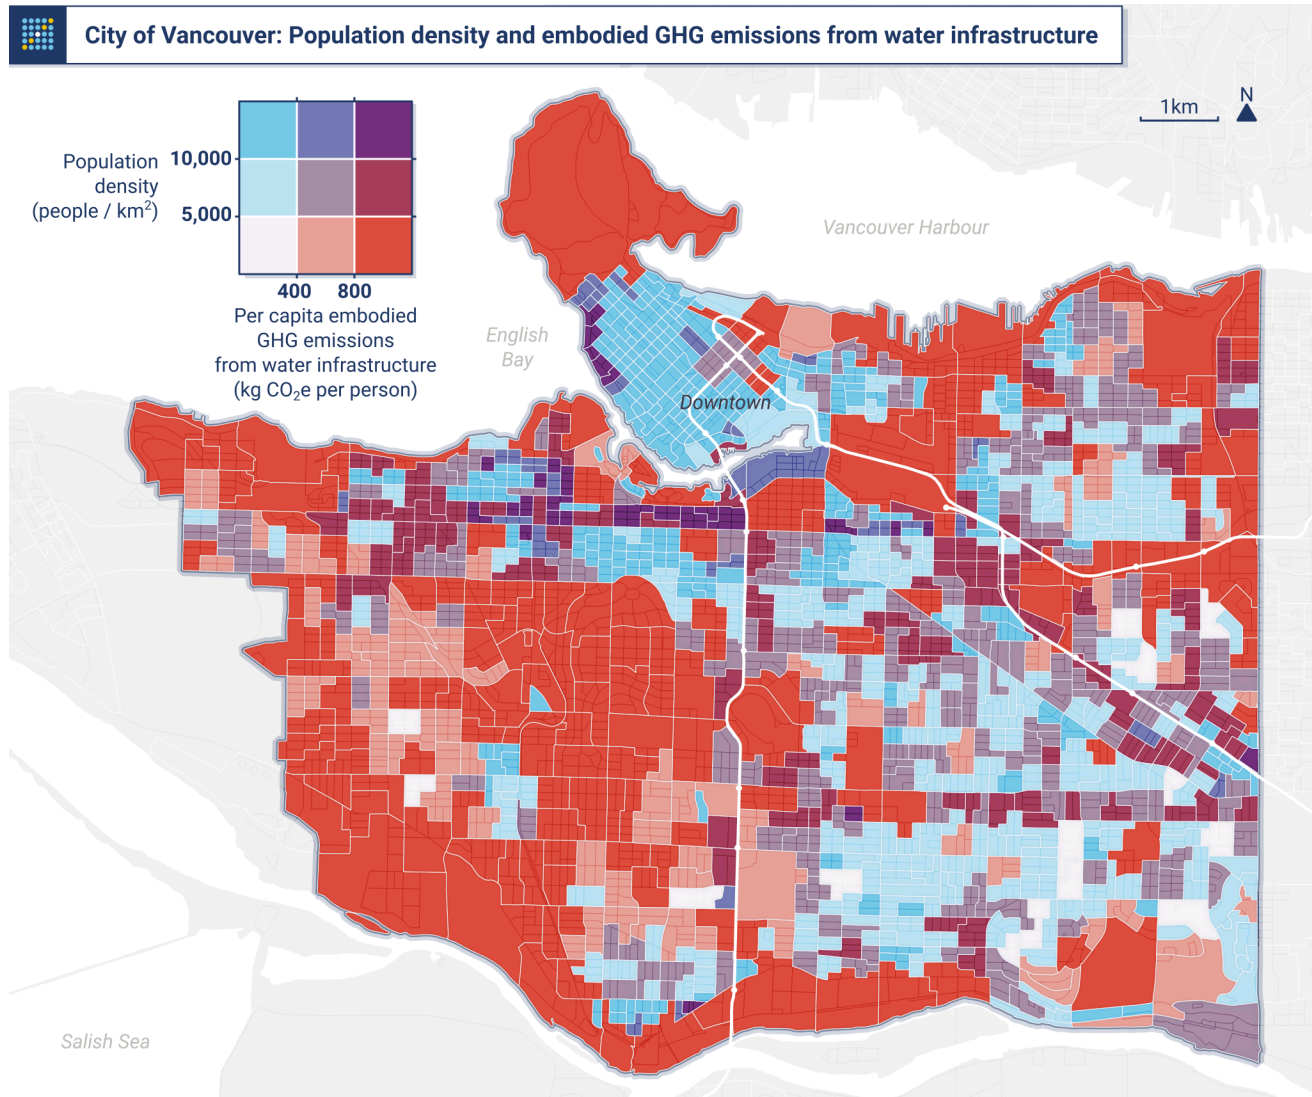 City of Vancouver: Population density and embodied GHG emissions from water infrastructure
1km
N
Population
density
(people / km²)
10,000
5,000
400
800
Per capita embodied
GHG emissions
from water infrastructure
(kg CO₂e per person)
Vancouver Harbour
English
Bay
Downtown
Salish Sea